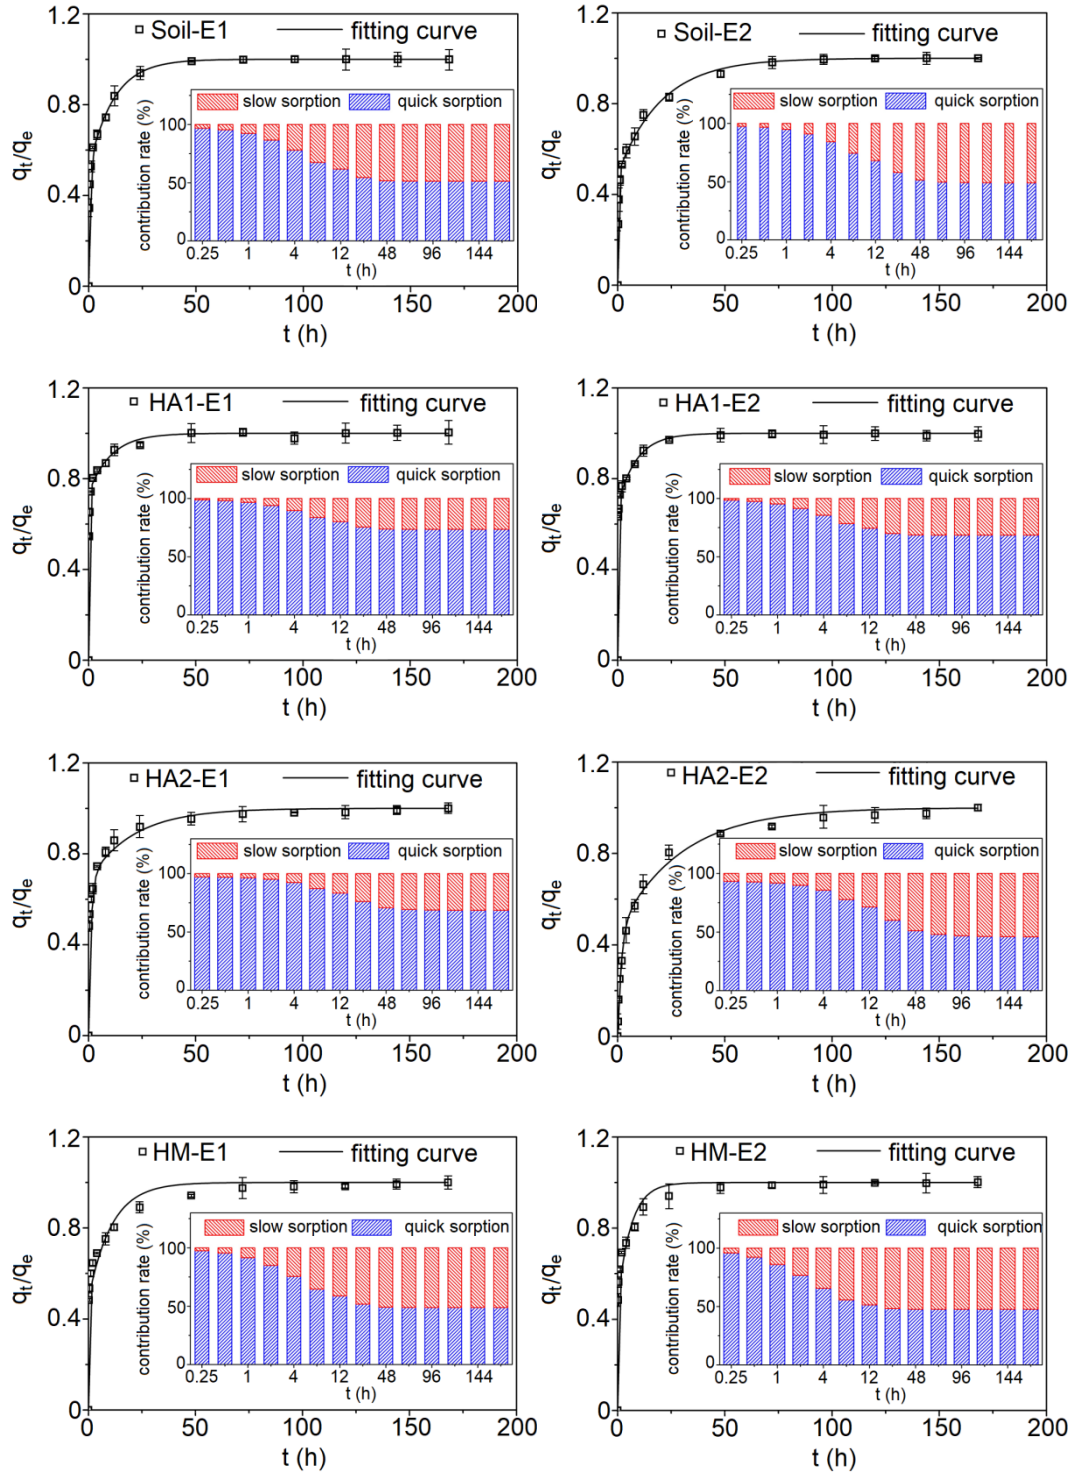 Soil-E1 fitting curve
1.2
0.8
0.4
0
qt/qe
slow sorption quick sorption
contribution rate (%)
100
50
0
0.25 1 4 12 48 96 144
t (h)
0 50 100 150 200
t (h)
Soil-E2 fitting curve
1.2
0.8
0.4
0
qt/qe
slow sorption quick sorption
contribution rate (%)
100
50
0
0.25 1 4 12 48 96 144
t (h)
0 50 100 150 200
t (h)
HA1-E1 fitting curve
1.2
0.8
0.4
0
qt/qe
slow sorption quick sorption
contribution rate (%)
100
50
0
0.25 1 4 12 48 96 144
t (h)
0 50 100 150 200
t (h)
HA1-E2 fitting curve
1.2
0.8
0.4
0
qt/qe
slow sorption quick sorption
contribution rate (%)
100
50
0
0.25 1 4 12 48 96 144
t (h)
0 50 100 150 200
t (h)
HA2-E1 fitting curve
1.2
0.8
0.4
0
qt/qe
slow sorption quick sorption
contribution rate (%)
100
50
0
0.25 1 4 12 48 96 144
t (h)
0 50 100 150 200
t (h)
HA2-E2 fitting curve
1.2
0.8
0.4
0
qt/qe
slow sorption quick sorption
contribution rate (%)
100
50
0
0.25 1 4 12 48 96 144
t (h)
0 50 100 150 200
t (h)
HM-E1 fitting curve
1.2
0.8
0.4
0
qt/qe
slow sorption quick sorption
contribution rate (%)
100
50
0
0.25 1 4 12 48 96 144
t (h)
0 50 100 150 200
t (h)
HM-E2 fitting curve
1.2
0.8
0.4
0
qt/qe
slow sorption quick sorption
contribution rate (%)
100
50
0
0.25 1 4 12 48 96 144
t (h)
0 50 100 150 200
t (h)